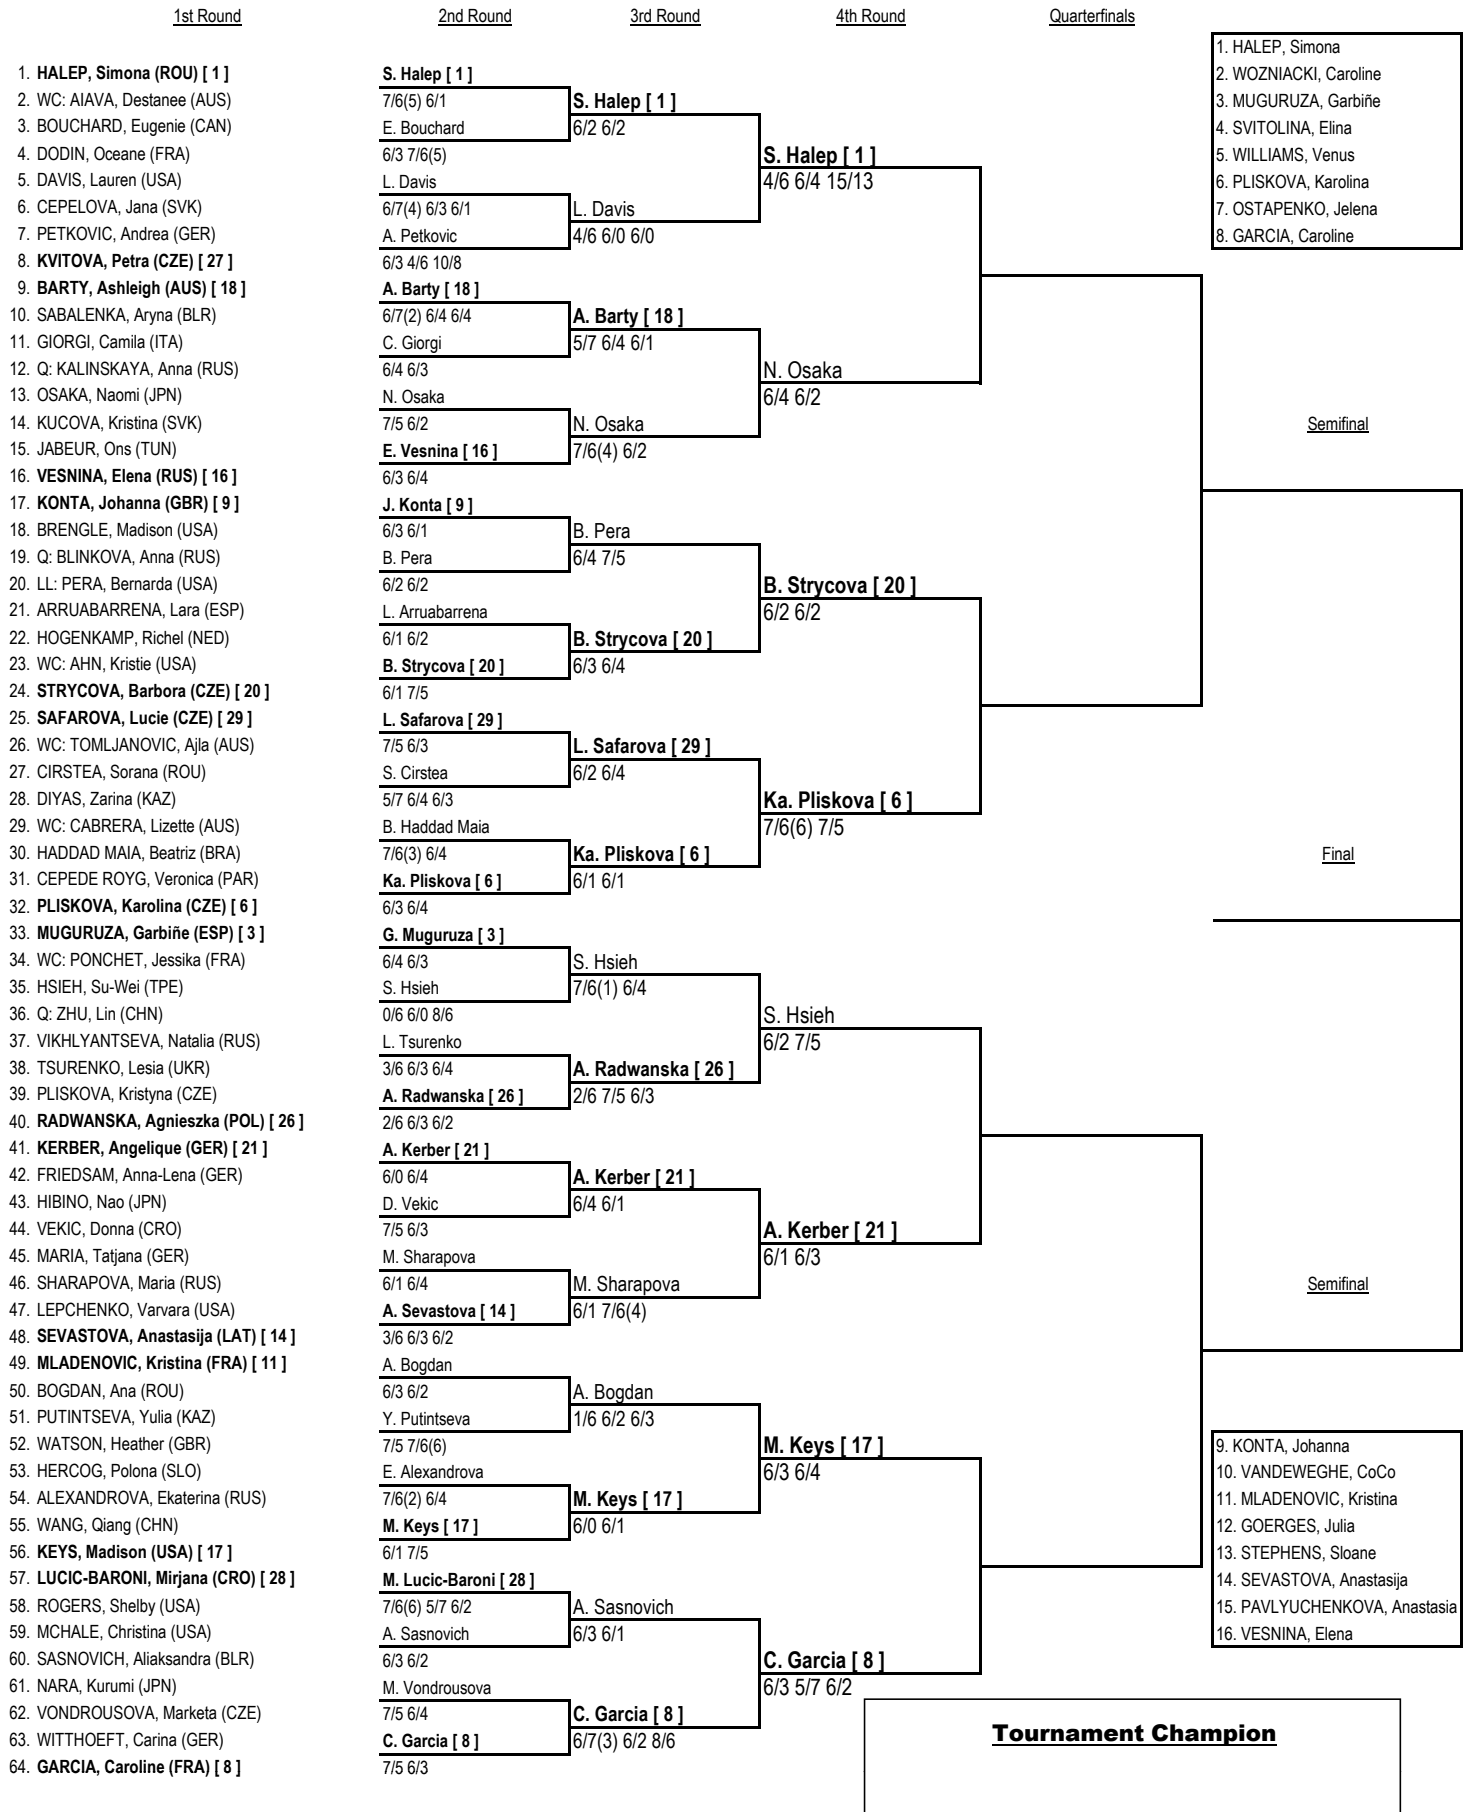 1st Round
2nd Round
3rd Round
4th Round
Quarterfinals
1. HALEP, Simona (ROU) [ 1 ]
2. WC: AIAVA, Destanee (AUS)
3. BOUCHARD, Eugenie (CAN)
4. DODIN, Oceane (FRA)
5. DAVIS, Lauren (USA)
6. CEPELOVA, Jana (SVK)
7. PETKOVIC, Andrea (GER)
8. KVITOVA, Petra (CZE) [ 27 ]
9. BARTY, Ashleigh (AUS) [ 18 ]
10. SABALENKA, Aryna (BLR)
11. GIORGI, Camila (ITA)
12. Q: KALINSKAYA, Anna (RUS)
13. OSAKA, Naomi (JPN)
14. KUCOVA, Kristina (SVK)
15. JABEUR, Ons (TUN)
16. VESNINA, Elena (RUS) [ 16 ]
17. KONTA, Johanna (GBR) [ 9 ]
18. BRENGLE, Madison (USA)
19. Q: BLINKOVA, Anna (RUS)
20. LL: PERA, Bernarda (USA)
21. ARRUABARRENA, Lara (ESP)
22. HOGENKAMP, Richel (NED)
23. WC: AHN, Kristie (USA)
24. STRYCOVA, Barbora (CZE) [ 20 ]
25. SAFAROVA, Lucie (CZE) [ 29 ]
26. WC: TOMLJANOVIC, Ajla (AUS)
27. CIRSTEA, Sorana (ROU)
28. DIYAS, Zarina (KAZ)
29. WC: CABRERA, Lizette (AUS)
30. HADDAD MAIA, Beatriz (BRA)
31. CEPEDE ROYG, Veronica (PAR)
32. PLISKOVA, Karolina (CZE) [ 6 ]
33. MUGURUZA, Garbiñe (ESP) [ 3 ]
34. WC: PONCHET, Jessika (FRA)
35. HSIEH, Su-Wei (TPE)
36. Q: ZHU, Lin (CHN)
37. VIKHLYANTSEVA, Natalia (RUS)
38. TSURENKO, Lesia (UKR)
39. PLISKOVA, Kristyna (CZE)
40. RADWANSKA, Agnieszka (POL) [ 26 ]
41. KERBER, Angelique (GER) [ 21 ]
42. FRIEDSAM, Anna-Lena (GER)
43. HIBINO, Nao (JPN)
44. VEKIC, Donna (CRO)
45. MARIA, Tatjana (GER)
46. SHARAPOVA, Maria (RUS)
47. LEPCHENKO, Varvara (USA)
48. SEVASTOVA, Anastasija (LAT) [ 14 ]
49. MLADENOVIC, Kristina (FRA) [ 11 ]
50. BOGDAN, Ana (ROU)
51. PUTINTSEVA, Yulia (KAZ)
52. WATSON, Heather (GBR)
53. HERCOG, Polona (SLO)
54. ALEXANDROVA, Ekaterina (RUS)
55. WANG, Qiang (CHN)
56. KEYS, Madison (USA) [ 17 ]
57. LUCIC-BARONI, Mirjana (CRO) [ 28 ]
58. ROGERS, Shelby (USA)
59. MCHALE, Christina (USA)
60. SASNOVICH, Aliaksandra (BLR)
61. NARA, Kurumi (JPN)
62. VONDROUSOVA, Marketa (CZE)
63. WITTHOEFT, Carina (GER)
64. GARCIA, Caroline (FRA) [ 8 ]
S. Halep [ 1 ]
7/6(5) 6/1
E. Bouchard
6/3 7/6(5)
L. Davis
6/7(4) 6/3 6/1
A. Petkovic
6/3 4/6 10/8
A. Barty [ 18 ]
6/7(2) 6/4 6/4
C. Giorgi
6/4 6/3
N. Osaka
7/5 6/2
E. Vesnina [ 16 ]
6/3 6/4
J. Konta [ 9 ]
6/3 6/1
B. Pera
6/2 6/2
L. Arruabarrena
6/1 6/2
B. Strycova [ 20 ]
6/1 7/5
L. Safarova [ 29 ]
7/5 6/3
S. Cirstea
5/7 6/4 6/3
B. Haddad Maia
7/6(3) 6/4
Ka. Pliskova [ 6 ]
6/3 6/4
G. Muguruza [ 3 ]
6/4 6/3
S. Hsieh
0/6 6/0 8/6
L. Tsurenko
3/6 6/3 6/4
A. Radwanska [ 26 ]
2/6 6/3 6/2
A. Kerber [ 21 ]
6/0 6/4
D. Vekic
7/5 6/3
M. Sharapova
6/1 6/4
A. Sevastova [ 14 ]
3/6 6/3 6/2
A. Bogdan
6/3 6/2
Y. Putintseva
7/5 7/6(6)
E. Alexandrova
7/6(2) 6/4
M. Keys [ 17 ]
6/1 7/5
M. Lucic-Baroni [ 28 ]
7/6(6) 5/7 6/2
A. Sasnovich
6/3 6/2
M. Vondrousova
7/5 6/4
C. Garcia [ 8 ]
7/5 6/3
S. Halep [ 1 ]
6/2 6/2
L. Davis
4/6 6/0 6/0
A. Barty [ 18 ]
5/7 6/4 6/1
N. Osaka
7/6(4) 6/2
B. Pera
6/4 7/5
B. Strycova [ 20 ]
6/3 6/4
L. Safarova [ 29 ]
6/2 6/4
Ka. Pliskova [ 6 ]
6/1 6/1
S. Hsieh
7/6(1) 6/4
A. Radwanska [ 26 ]
2/6 7/5 6/3
A. Kerber [ 21 ]
6/4 6/1
M. Sharapova
6/1 7/6(4)
A. Bogdan
1/6 6/2 6/3
M. Keys [ 17 ]
6/0 6/1
A. Sasnovich
6/3 6/1
C. Garcia [ 8 ]
6/7(3) 6/2 8/6
S. Halep [ 1 ]
4/6 6/4 15/13
N. Osaka
6/4 6/2
B. Strycova [ 20 ]
6/2 6/2
Ka. Pliskova [ 6 ]
7/6(6) 7/5
S. Hsieh
6/2 7/5
A. Kerber [ 21 ]
6/1 6/3
M. Keys [ 17 ]
6/3 6/4
C. Garcia [ 8 ]
6/3 5/7 6/2
1. HALEP, Simona
2. WOZNIACKI, Caroline
3. MUGURUZA, Garbiñe
4. SVITOLINA, Elina
5. WILLIAMS, Venus
6. PLISKOVA, Karolina
7. OSTAPENKO, Jelena
8. GARCIA, Caroline
Semifinal
Final
Semifinal
9. KONTA, Johanna
10. VANDEWEGHE, CoCo
11. MLADENOVIC, Kristina
12. GOERGES, Julia
13. STEPHENS, Sloane
14. SEVASTOVA, Anastasija
15. PAVLYUCHENKOVA, Anastasia
16. VESNINA, Elena
Tournament Champion